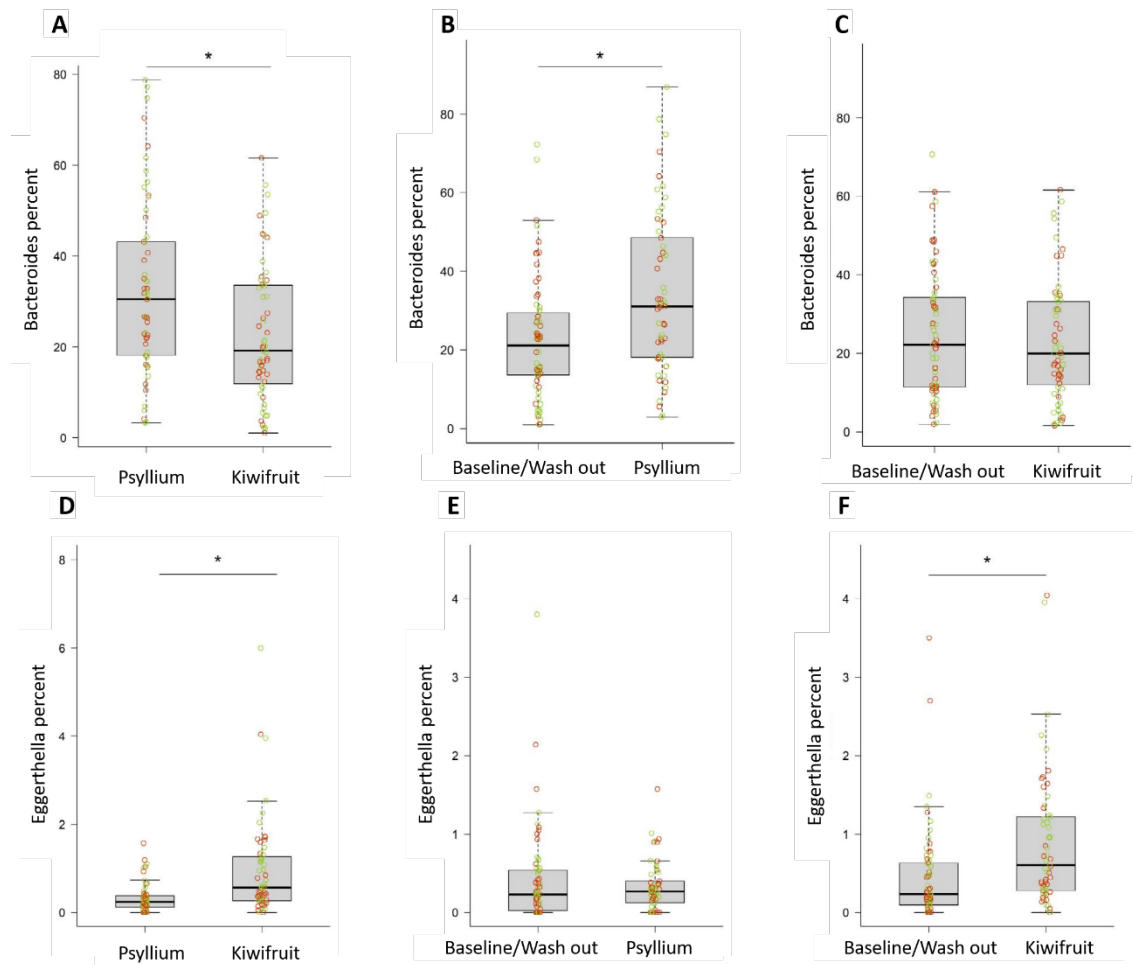 A
B
C
*
*
Bacteroides percent
80
60
40
20
0
Psyllium
Kiwifruit
Bacteroides percent
80
60
40
20
0
Baseline/Wash out
Psyllium
Bacteroides percent
80
60
40
20
0
Baseline/Wash out
Kiwifruit
D
E
F
*
*
Eggerthella percent
8
6
4
2
0
Psyllium
Kiwifruit
Eggerthella percent
4
3
2
1
0
Baseline/Wash out
Psyllium
Eggerthella percent
4
3
2
1
0
Baseline/Wash out
Kiwifruit